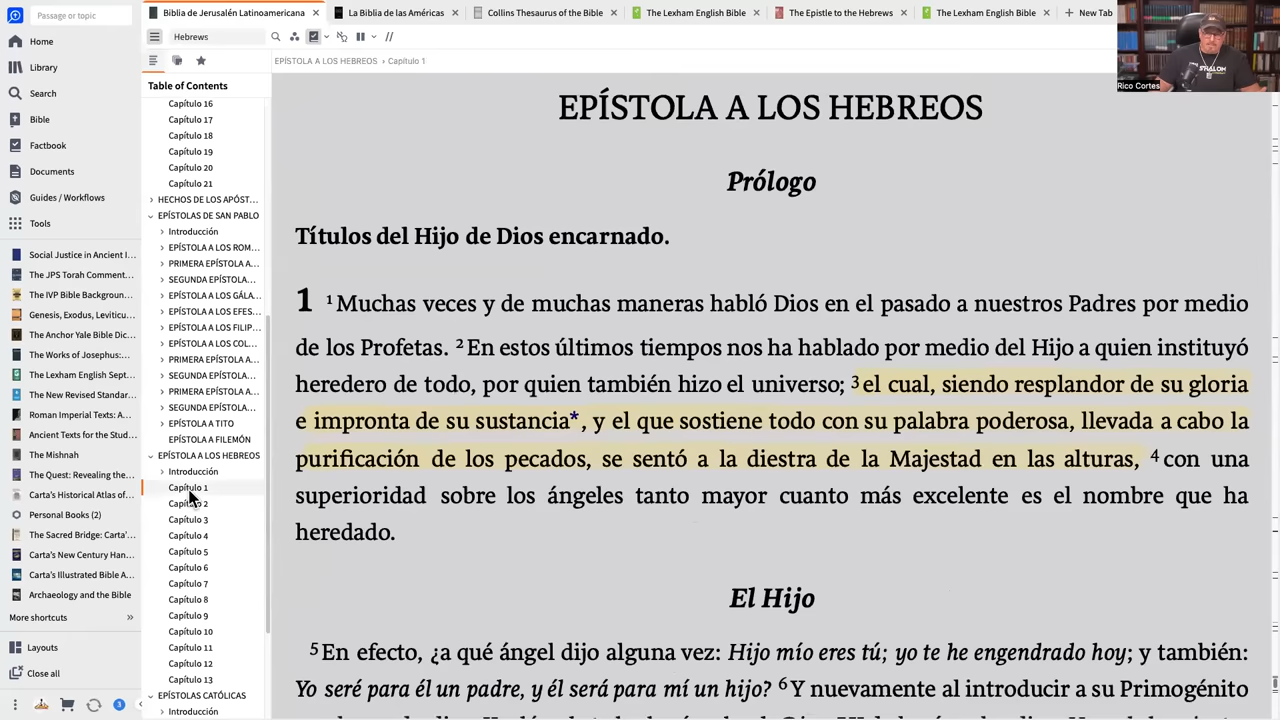 Passage or topic
Home
Library
Search
Bible
Factbook
Documents
Guides / Workflows
Tools
Social Justice in Ancient I...
The JPS Torah Comment...
The IVP Bible Backgroun...
Genesis, Exodus, Leviticu...
The Anchor Yale Bible Dic...
The Works of Josephus:...
The Lexham English Sept...
The New Revised Standar...
Roman Imperial Texts: A...
Ancient Texts for the Stud...
The Mishnah
The Quest: Revealing the...
Carta's Historical Atlas of...
Personal Books (2)
The Sacred Bridge: Carta'...
Carta's New Century Han...
Carta's Illustrated Bible A...
Archaeology and the Bible
More shortcuts
Layouts
Close all
3
Biblia de Jerusalén Latinoamericana
La Biblia de las Américas
Collins Thesaurus of the Bible
The Lexham English Bible
The Epistle to the Hebrews
The Lexham English Bible
New Tab
Hebrews
Table of Contents
Capítulo 16
Capítulo 17
Capítulo 18
Capítulo 19
Capítulo 20
Capítulo 21
HECHOS DE LOS APÓST...
EPÍSTOLAS DE SAN PABLO
Introducción
EPÍSTOLA A LOS ROM...
PRIMERA EPÍSTOLA A...
SEGUNDA EPÍSTOLA...
EPÍSTOLA A LOS GÁLA...
EPÍSTOLA A LOS EFES...
EPÍSTOLA A LOS FILIP...
EPÍSTOLA A LOS COL...
PRIMERA EPÍSTOLA A...
SEGUNDA EPÍSTOLA...
PRIMERA EPÍSTOLA A...
SEGUNDA EPÍSTOLA...
EPÍSTOLA A TITO
EPÍSTOLA A FILEMÓN
EPÍSTOLA A LOS HEBREOS
Introducción
Capítulo 1
Capítulo 2
Capítulo 3
Capítulo 4
Capítulo 5
Capítulo 6
Capítulo 7
Capítulo 8
Capítulo 9
Capítulo 10
Capítulo 11
Capítulo 12
Capítulo 13
EPÍSTOLAS CATÓLICAS
Introducción
EPÍSTOLA A LOS HEBREOS › Capítulo 1
EPÍSTOLA A LOS HEBREOS
Prólogo
Títulos del Hijo de Dios encarnado.
1 1 Muchas veces y de muchas maneras habló Dios en el pasado a nuestros Padres por medio
de los Profetas. 2 En estos últimos tiempos nos ha hablado por medio del Hijo a quien instituyó
heredero de todo, por quien también hizo el universo; 3 el cual, siendo resplandor de su gloria
e impronta de su sustancia*, y el que sostiene todo con su palabra poderosa, llevada a cabo la
purificación de los pecados, se sentó a la diestra de la Majestad en las alturas, 4 con una
superioridad sobre los ángeles tanto mayor cuanto más excelente es el nombre que ha
heredado.
El Hijo
5 En efecto, ¿a qué ángel dijo alguna vez: Hijo mío eres tú; yo te he engendrado hoy; y también:
Yo seré para él un padre, y él será para mí un hijo? 6 Y nuevamente al introducir a su Primogénito
SHALOM
Rico Cortes